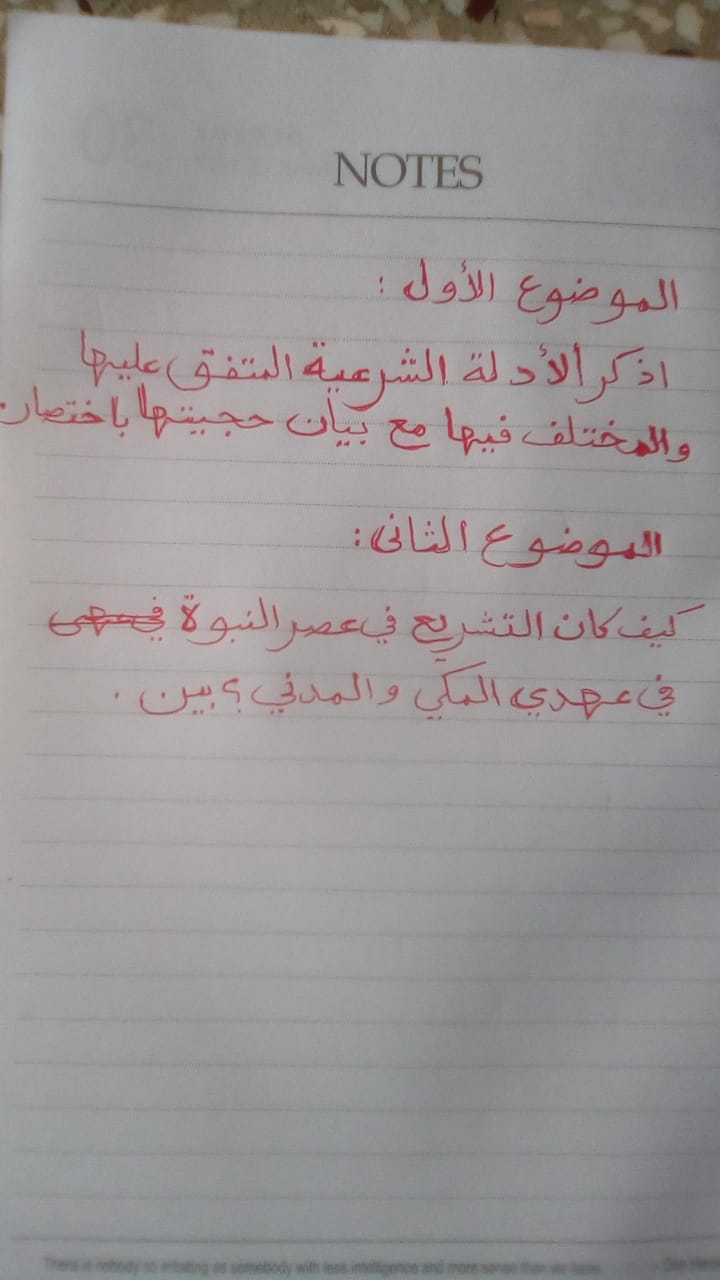 NOTES
الموضوع الأول :
اذكر الأدلة الشرعية المتفق عليها
والمختلف فيها مع بيان حجيتها باختصار
الموضوع الثانى :
كيف كان التشريع في عصر النبوة
في عهدي المكي والمدني ؟ بين .
There is nobody so irritating as somebody with less intelligence and more sense than we have.